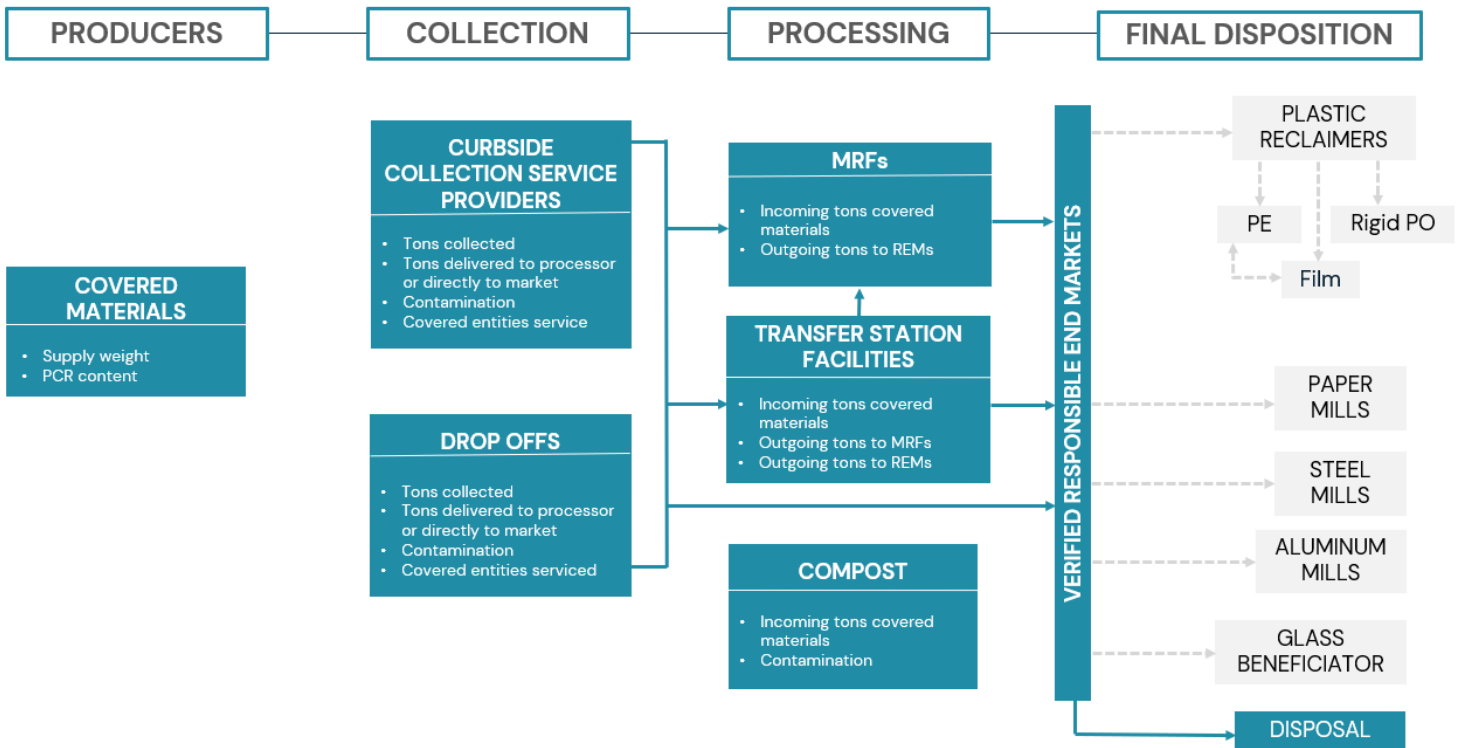 PRODUCERS
COLLECTION
PROCESSING
FINAL DISPOSITION
COVERED
MATERIALS
• Supply weight
• PCR content
CURBSIDE
COLLECTION SERVICE
PROVIDERS
• Tons collected
• Tons delivered to processor
or directly to market
• Contamination
• Covered entities service
DROP OFFS
• Tons collected
• Tons delivered to processor
or directly to market
• Contamination
• Covered entities serviced
MRFs
• Incoming tons covered
materials
• Outgoing tons to REMs
TRANSFER STATION
FACILITIES
• Incoming tons covered
materials
• Outgoing tons to MRFs
• Outgoing tons to REMs
COMPOST
• Incoming tons covered
materials
• Contamination
VERIFIED RESPONSIBLE END MARKETS
PLASTIC
RECLAIMERS
PE
Rigid PO
Film
PAPER
MILLS
STEEL
MILLS
ALUMINUM
MILLS
GLASS
BENEFICIATOR
DISPOSAL